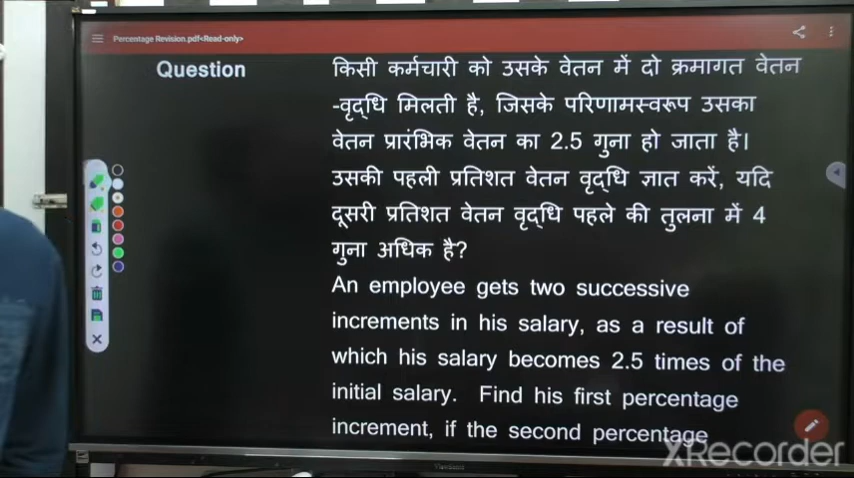 Percentage Revision.pdf<Read-only>
Question
किसी कर्मचारी को उसके वेतन में दो क्रमागत वेतन
-वृद्धि मिलती है, जिसके परिणामस्वरूप उसका
वेतन प्रारंभिक वेतन का 2.5 गुना हो जाता है।
उसकी पहली प्रतिशत वेतन वृद्धि ज्ञात करें, यदि
दूसरी प्रतिशत वेतन वृद्धि पहले की तुलना में 4
गुना अधिक है?
An employee gets two successive
increments in his salary, as a result of
which his salary becomes 2.5 times of the
initial salary. Find his first percentage
increment, if the second percentage
XRecorder
ViewSonic